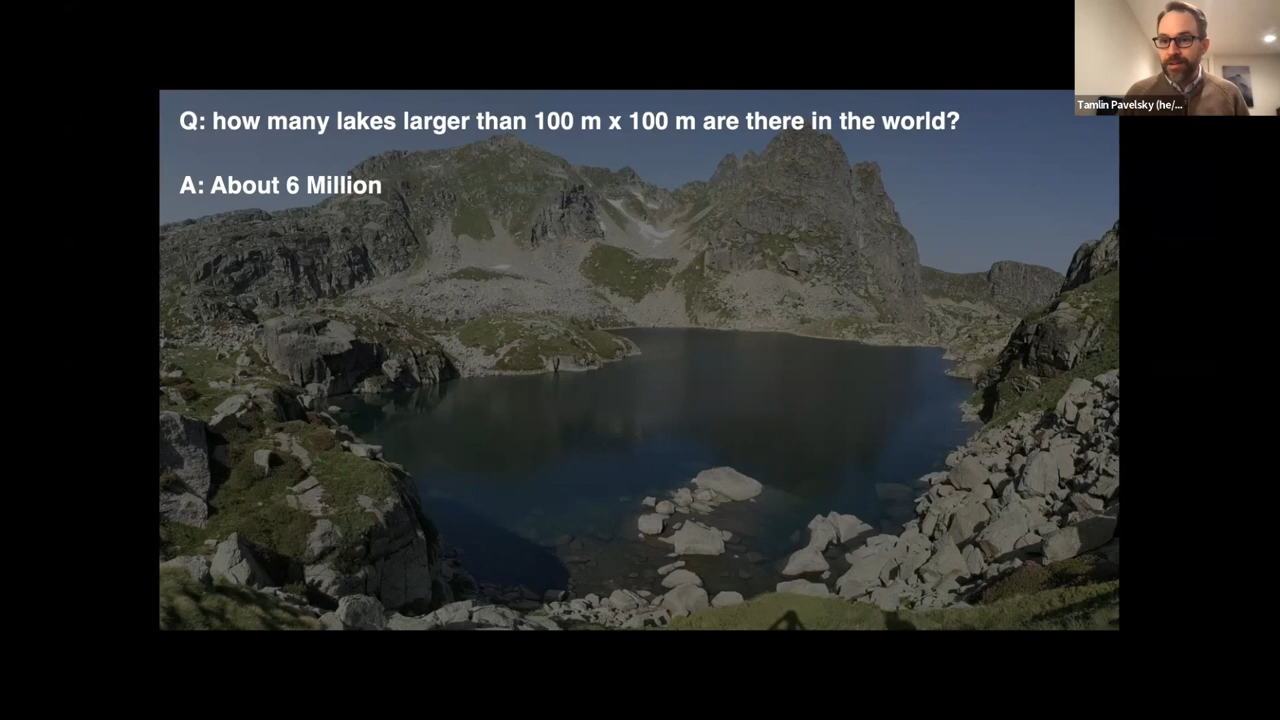 Q: how many lakes larger than 100 m x 100 m are there in the world?
A: About 6 Million
Tamlin Pavelsky (he/...